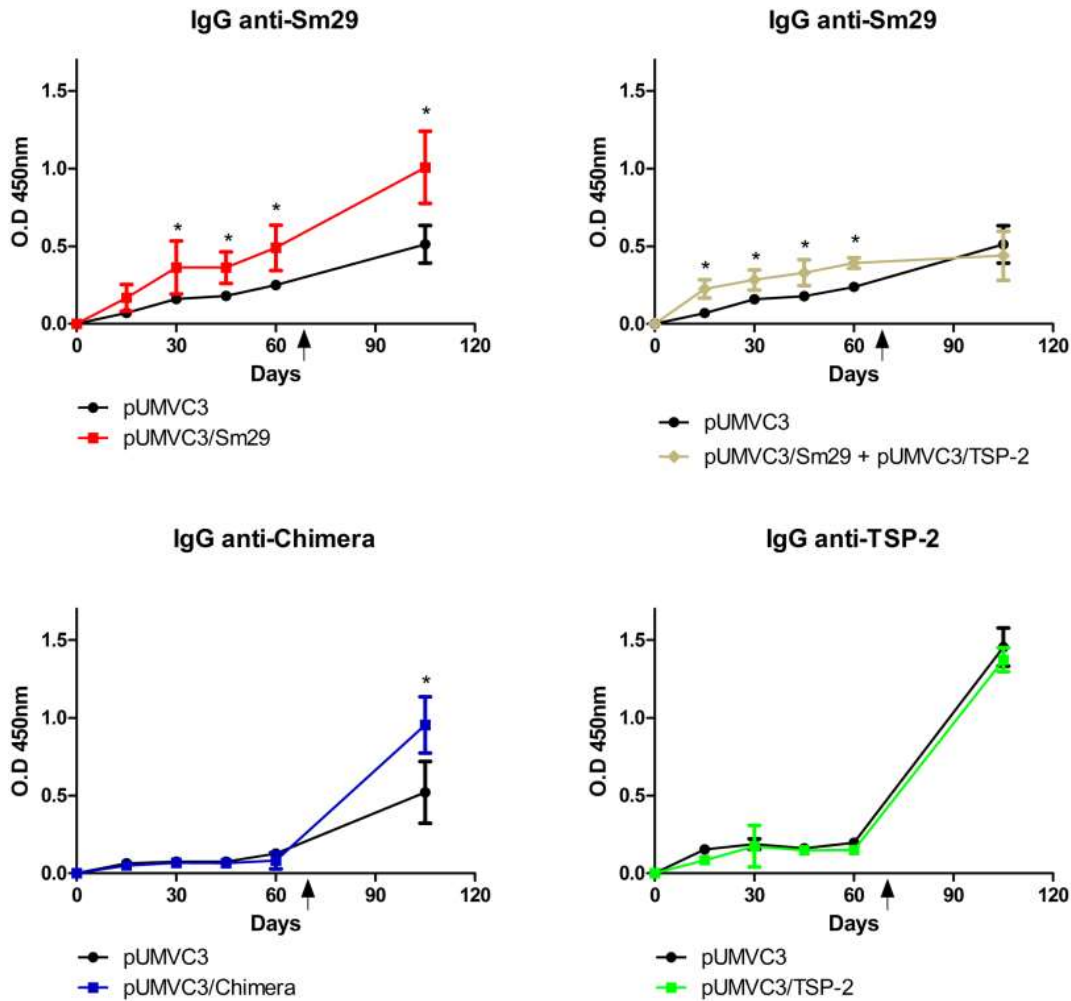 IgG anti-Sm29
O.D 450nm
1.5
1.0
0.5
0.0
*
*
*
*
0 30 60 90 120
Days
pUMVC3
pUMVC3/Sm29
IgG anti-Sm29
O.D 450nm
1.5
1.0
0.5
0.0
*
*
*
*
0 30 60 90 120
Days
pUMVC3
pUMVC3/Sm29 + pUMVC3/TSP-2
IgG anti-Chimera
O.D 450nm
1.5
1.0
0.5
0.0
*
0 30 60 90 120
Days
pUMVC3
pUMVC3/Chimera
IgG anti-TSP-2
O.D 450nm
1.5
1.0
0.5
0.0
0 30 60 90 120
Days
pUMVC3
pUMVC3/TSP-2